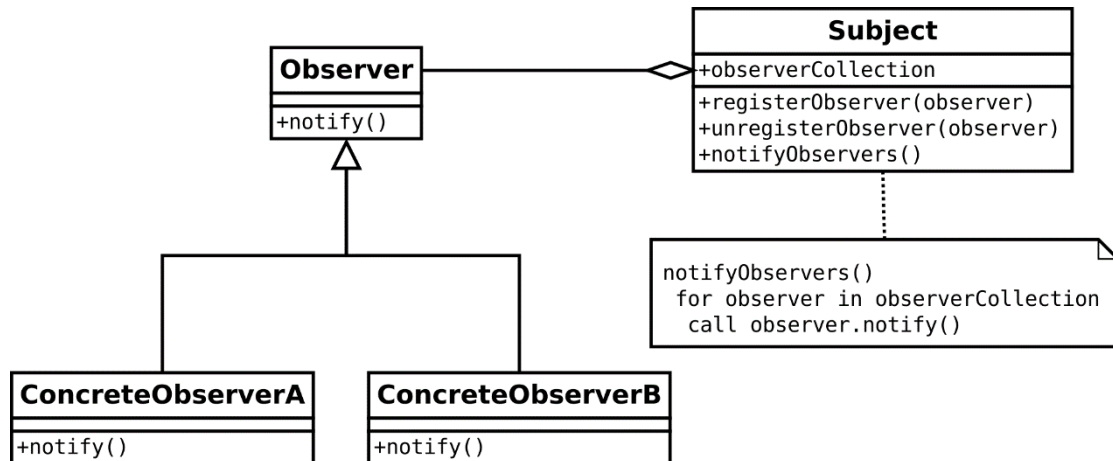 Observer
+notify()
Subject
+observerCollection
+registerObserver(observer)
+unregisterObserver(observer)
+notifyObservers()
notifyObservers()
for observer in observerCollection
call observer.notify()
ConcreteObserverA
+notify()
ConcreteObserverB
+notify()